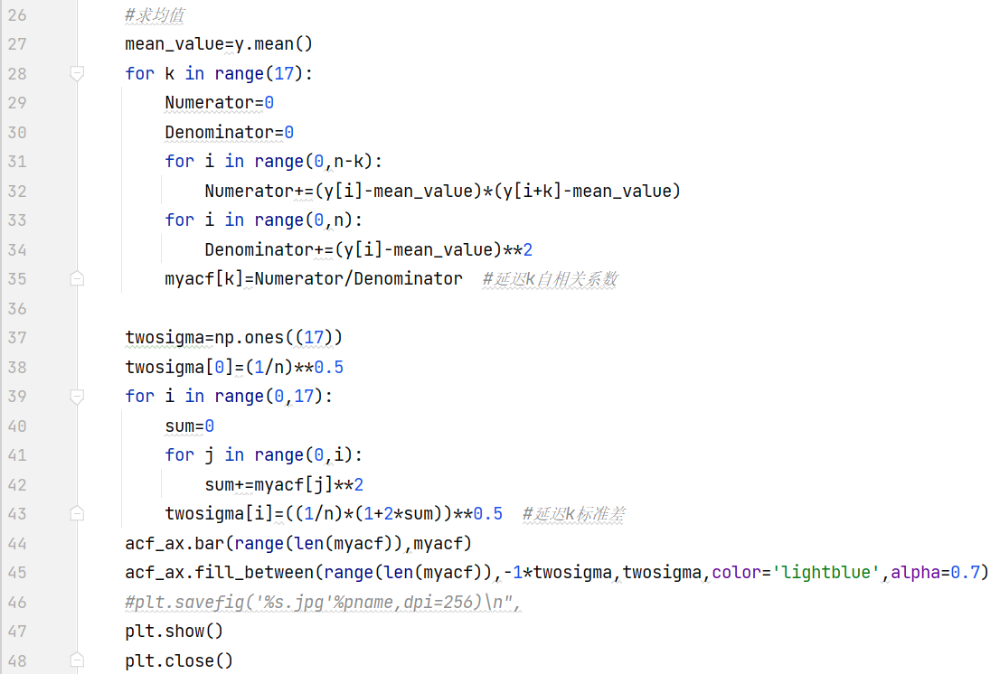 26 #求均值
27 mean_value=y.mean()
28 for k in range(17):
29 Numerator=0
30 Denominator=0
31 for i in range(0,n-k):
32 Numerator+=(y[i]-mean_value)*(y[i+k]-mean_value)
33 for i in range(0,n):
34 Denominator+=(y[i]-mean_value)**2
35 myacf[k]=Numerator/Denominator #延迟k自相关系数
36
37 twosigma=np.ones((17))
38 twosigma[0]=(1/n)**0.5
39 for i in range(0,17):
40 sum=0
41 for j in range(0,i):
42 sum+=myacf[j]**2
43 twosigma[i]=((1/n)*(1+2*sum))**0.5 #延迟k标准差
44 acf_ax.bar(range(len(myacf)),myacf)
45 acf_ax.fill_between(range(len(myacf)),-1*twosigma,twosigma,color='lightblue',alpha=0.7)
46 #plt.savefig('%s.jpg'%pname,dpi=256)\n",
47 plt.show()
48 plt.close()